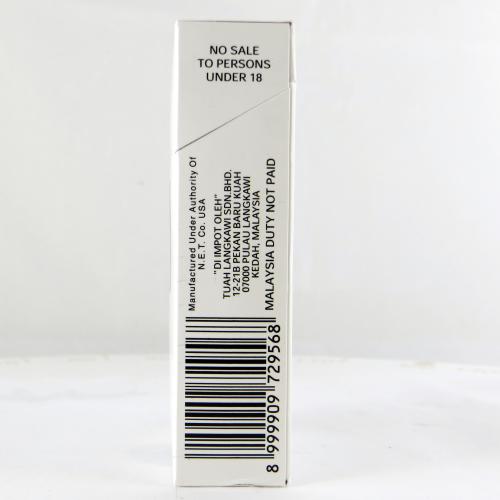 NO SALE
TO PERSONS
UNDER 18
Manufactured Under Authority Of
N.E.T. Co. USA
"DI IMPOT OLEH"
TUAH LANGKAWI SDN.BHD.
12-21B PEKAN BARU KUAH
07000 PULAU LANGKAWI
KEDAH, MALAYSIA
MALAYSIA DUTY NOT PAID
8 999909 729568